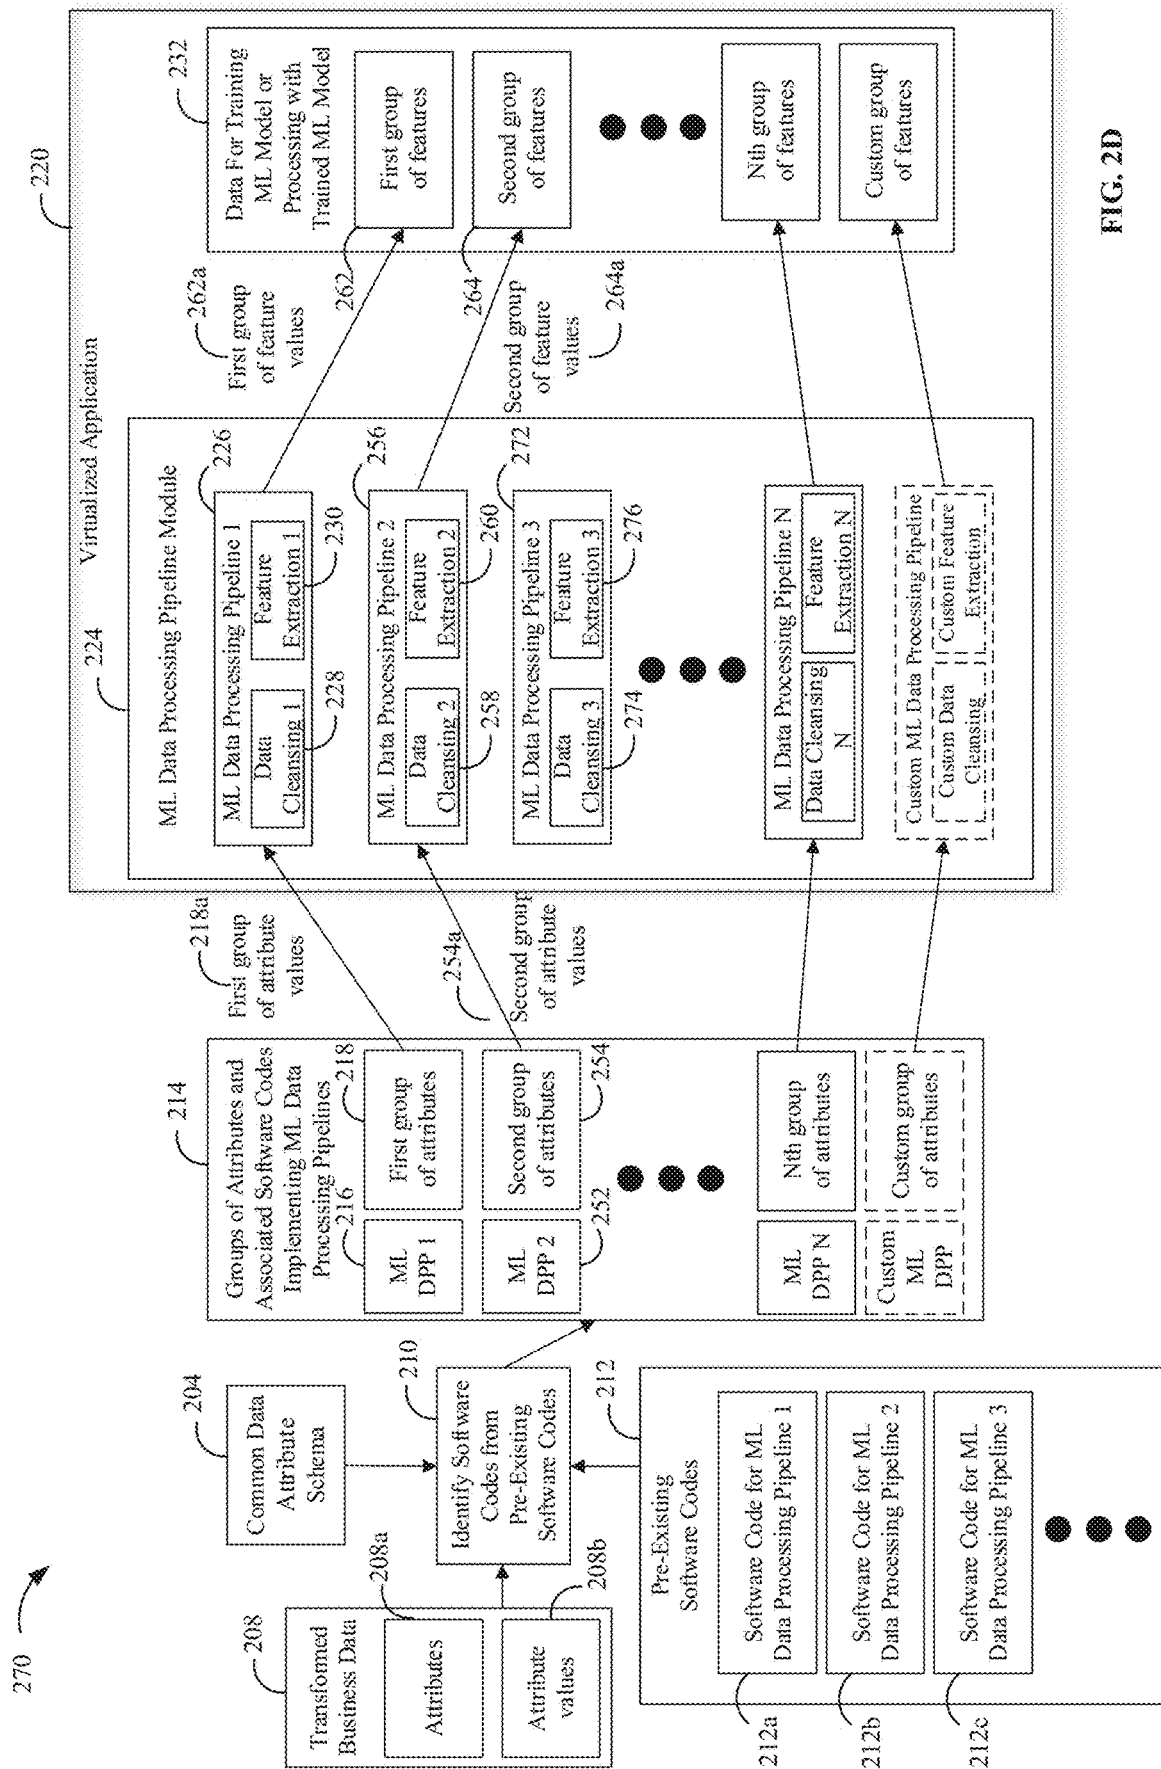 270
208
Transformed
Business Data
208a
Attributes
208b
Attribute
values
204
Common Data
Attribute
Schema
210
Identify Software
Codes from
Pre-Existing
Software Codes
212
Pre-Existing
Software Codes
212a
Software Code for ML
Data Processing Pipeline 1
212b
Software Code for ML
Data Processing Pipeline 2
212c
Software Code for ML
Data Processing Pipeline 3
214
Groups of Attributes and
Associated Software Codes
Implementing ML Data
Processing Pipelines
216
ML
DPP 1
218
First group
of attributes
ML
DPP 2
252
Second group
of attributes
254
ML
DPP N
Nth group
of attributes
Custom
ML
DPP
Custom group
of attributes
218a
First group
of attribute
values
254a
Second group
of attribute
values
220
Virtualized Application
224
ML Data Processing Pipeline Module
226
ML Data Processing Pipeline 1
Data
Cleansing 1
228
Feature
Extraction 1
230
256
ML Data Processing Pipeline 2
Data
Cleansing 2
258
Feature
Extraction 2
260
272
ML Data Processing Pipeline 3
Data
Cleansing 3
274
Feature
Extraction 3
276
ML Data Processing Pipeline N
Data Cleansing
N
Feature
Extraction N
Custom ML Data Processing Pipeline
Custom Data
Cleansing
Custom Feature
Extraction
262a
First group
of feature
values
Second group
of feature
values
264a
232
Data For Training
ML Model or
Processing with
Trained ML Model
262
First group
of features
264
Second group
of features
Nth group
of features
Custom group
of features
FIG. 2D